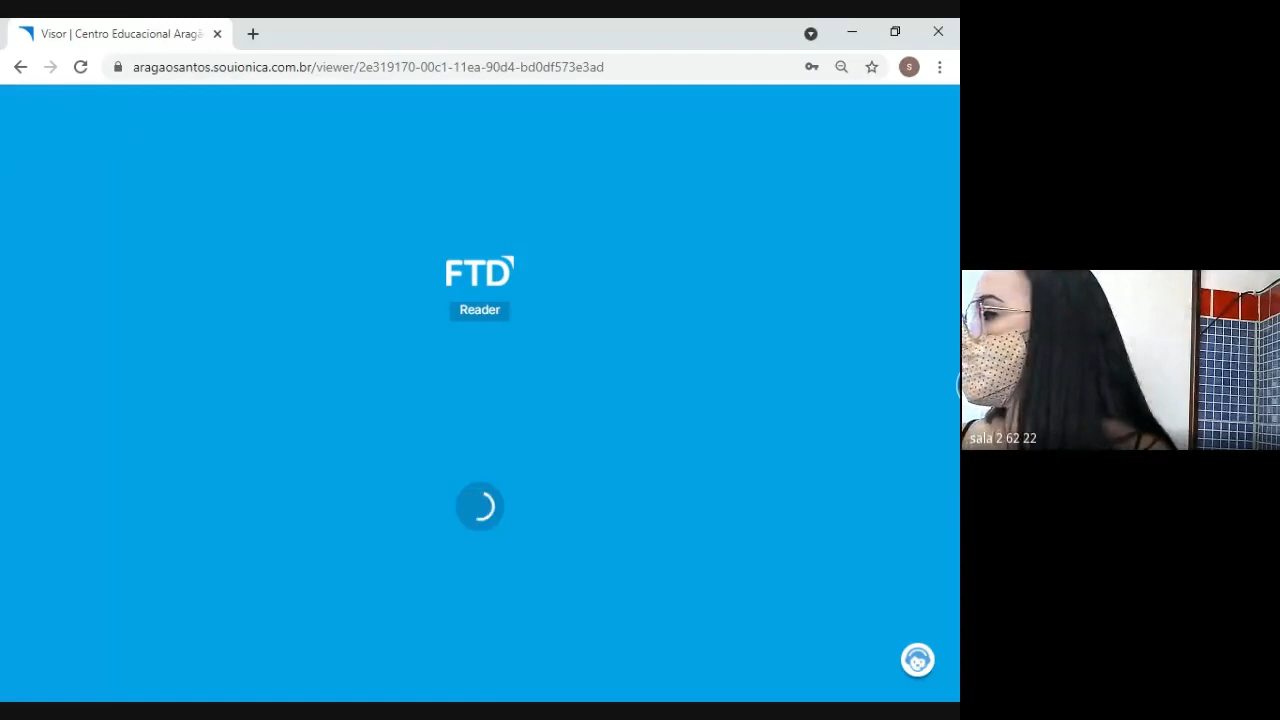 Visor | Centro Educacional Aragã
aragaosantos.souionica.com.br/viewer/2e319170-00c1-11ea-90d4-bd0df573e3ad
s
FTD
Reader
sala 2 62 22